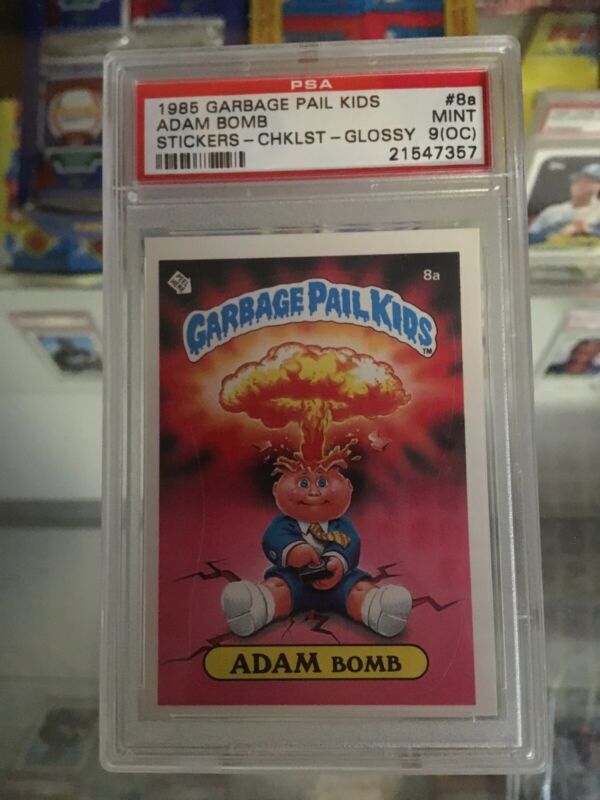 PSA
1985 GARBAGE PAIL KIDS #8a
ADAM BOMB MINT
STICKERS-CHKLST-GLOSSY 9(OC)
21547357
8a
GARBAGE PAIL KIDS
TM
ADAM BOMB